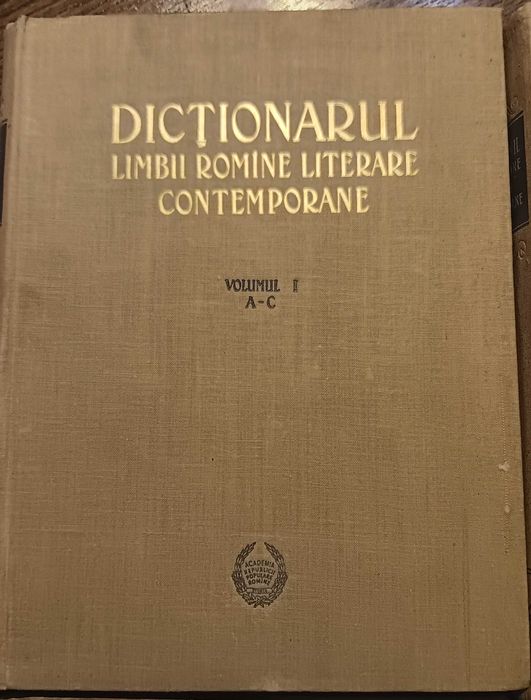 DICȚIONARUL
LIMBII ROMÎNE LITERARE
CONTEMPORANE
VOLUMUL I
A-C
ACADEMIA
REPUBLICII
POPULARE
ROMÎNE